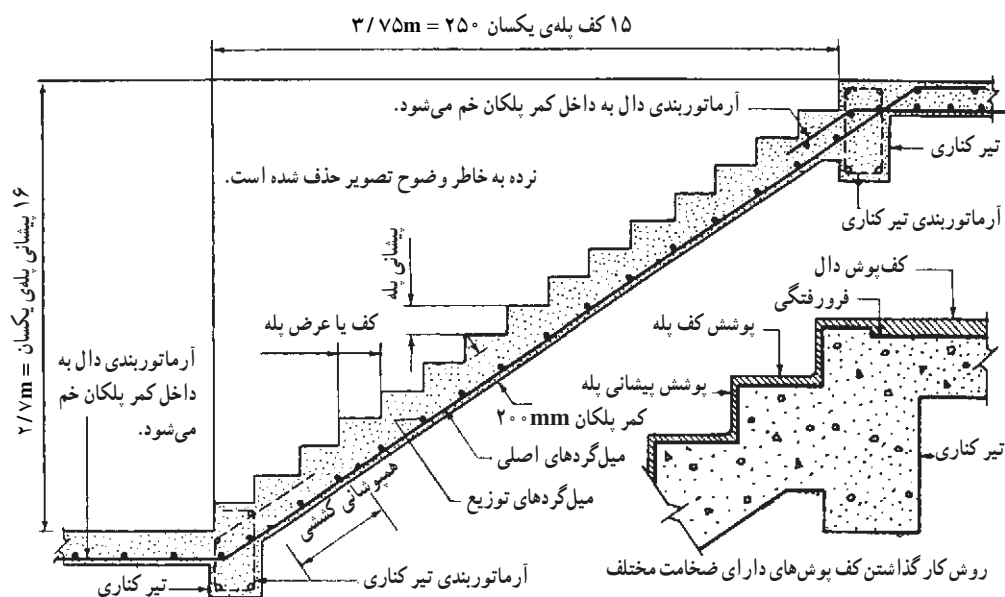 ۱۵ کف پله‌ی یکسان ۲۵۰ = ۳/۷۵m
آرماتوربندی دال به داخل کمر پلکان خم می‌شود.
تیر کناری
نرده به خاطر وضوح تصویر حذف شده است.
آرماتوربندی تیر کناری
۱۶ پیشانی پله‌ی یکسان = ۲/۷m
پیشانی پله
کف یا عرض پله
کف‌پوش دال
فرورفتگی
پوشش کف پله
پوشش پیشانی پله
آرماتوربندی دال به
داخل کمر پلکان خم
می‌شود.
کمر پلکان ۲۰۰mm
میل‌گردهای اصلی
میل‌گردهای توزیع
همپوشانی کششی
تیر کناری
تیر کناری
آرماتوربندی تیر کناری
روش کار گذاشتن کف پوش‌های دارای ضخامت مختلف